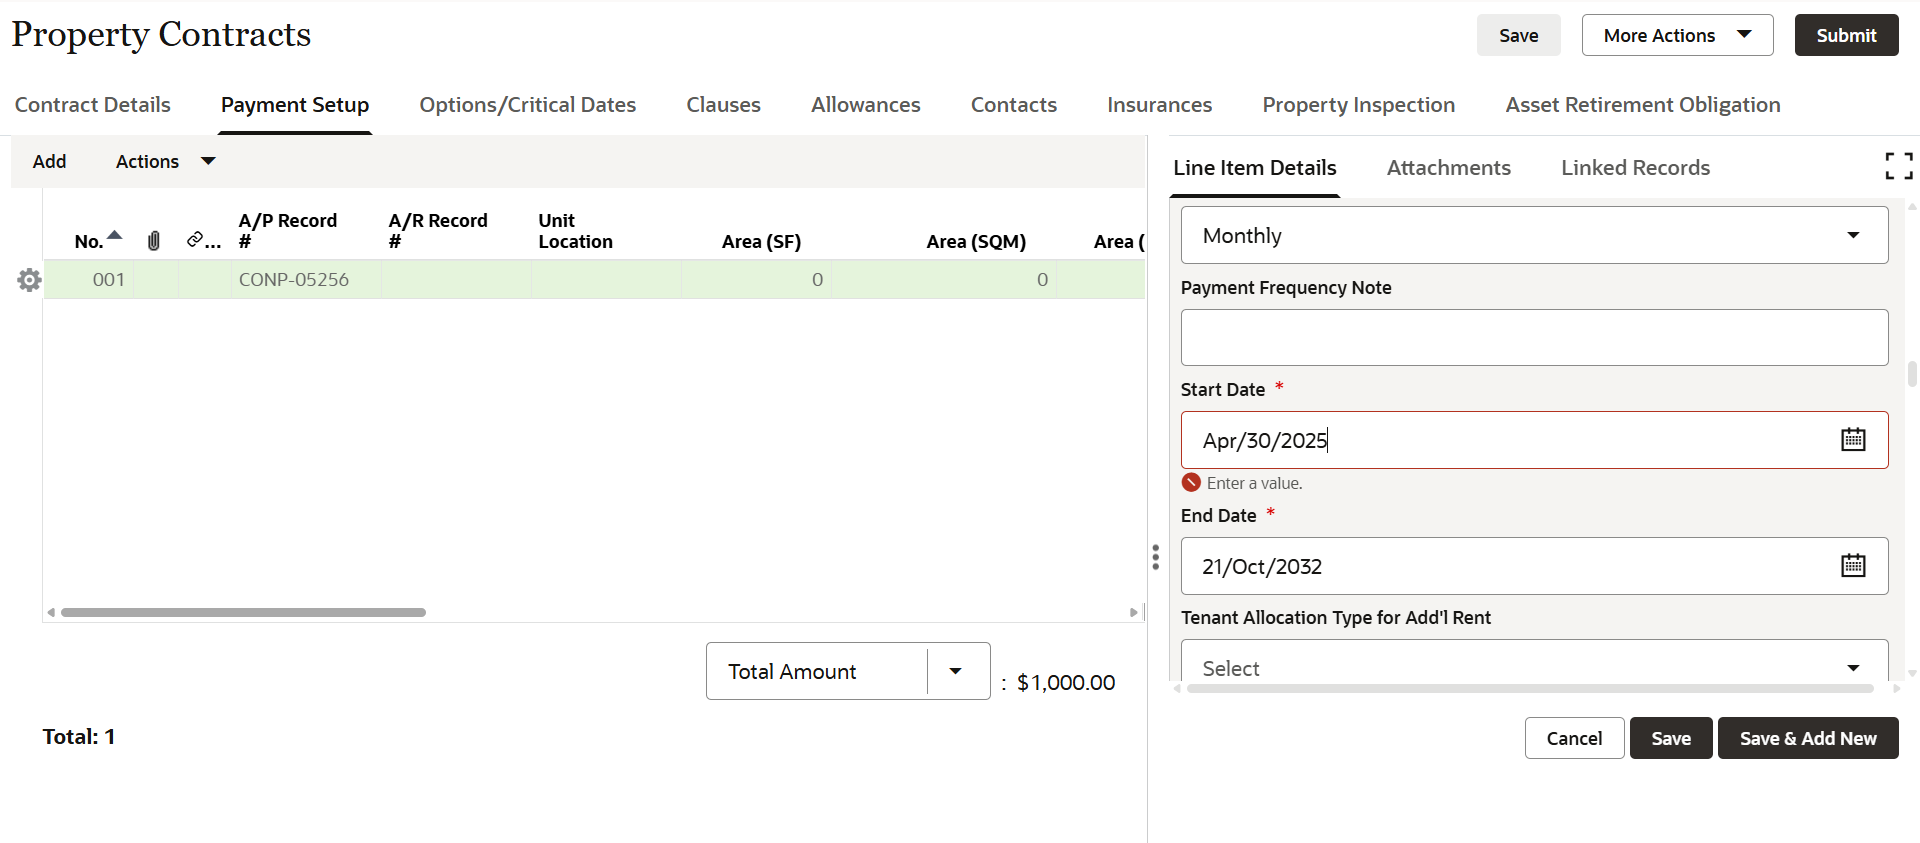 Property Contracts
Save
More Actions
Submit
Contract Details
Payment Setup
Options/Critical Dates
Clauses
Allowances
Contacts
Insurances
Property Inspection
Asset Retirement Obligation
Add
Actions
No.
...
A/P Record
#
A/R Record
#
Unit
Location
Area (SF)
Area (SQM)
Area (
001
CONP-05256
0
0
Total Amount
: $1,000.00
Total: 1
Line Item Details
Attachments
Linked Records
Monthly
Payment Frequency Note
Start Date *
Apr/30/2025
Enter a value.
End Date *
21/Oct/2032
Tenant Allocation Type for Add'l Rent
Select
Cancel
Save
Save & Add New